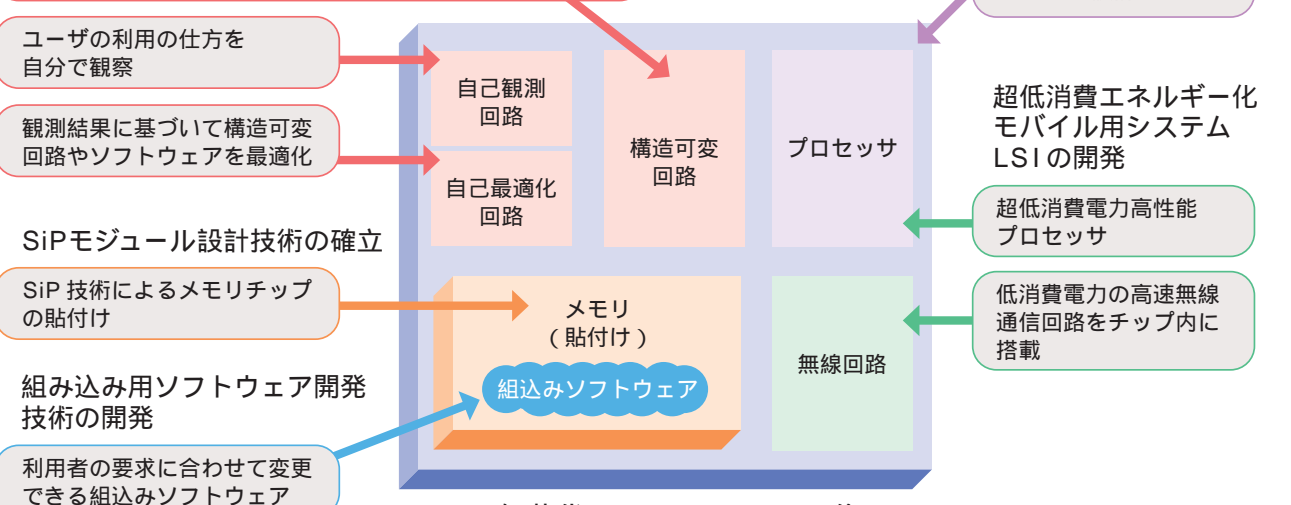 ユーザの利用の仕方を
自分で観察
観測結果に基づいて構造可変
回路やソフトウェアを最適化
SiPモジュール設計技術の確立
SiP 技術によるメモリチップ
の貼付け
組み込み用ソフトウェア開発
技術の開発
利用者の要求に合わせて変更
できる組込みソフトウェア
自己観測
回路
自己最適化
回路
構造可変
回路
プロセッサ
メモリ
(貼付け)
組込みソフトウェア
無線回路
超低消費エネルギー化
モバイル用システム
LSIの開発
超低消費電力高性能
プロセッサ
低消費電力の高速無線
通信回路をチップ内に
搭載